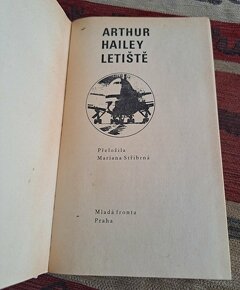 ARTHUR
HAILEY
LETIŠTĚ
Přeložila
Mariana Stříbrná
Mladá fronta
Praha